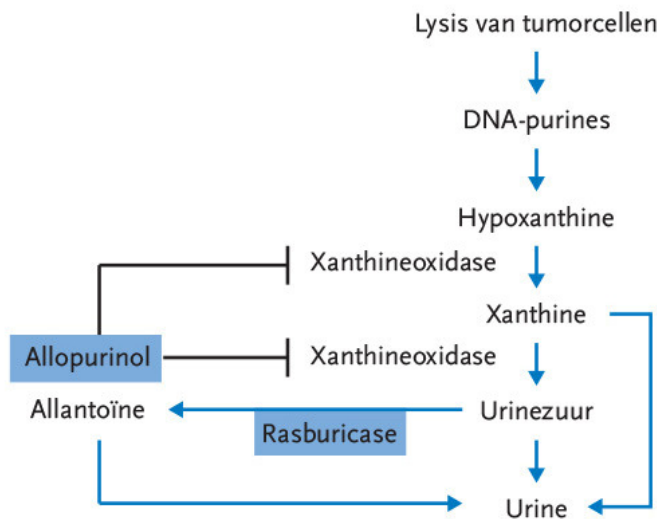 Lysis van tumorcellen
DNA-purines
Hypoxanthine
Xanthineoxidase
Xanthine
Allopurinol
Xanthineoxidase
Allantoïne
Urinezuur
Rasburicase
Urine